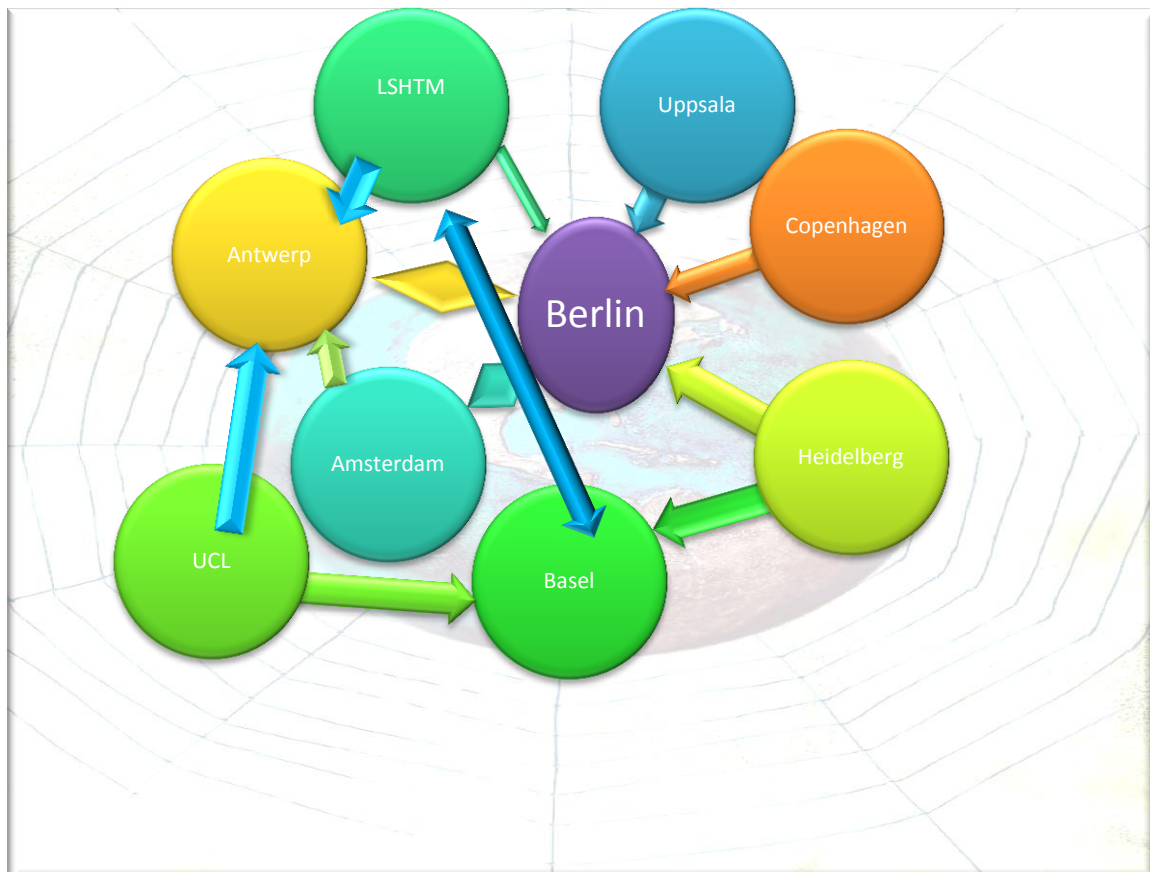 LSHTM
Uppsala
Copenhagen
Antwerp
Berlin
Heidelberg
Amsterdam
UCL
Basel